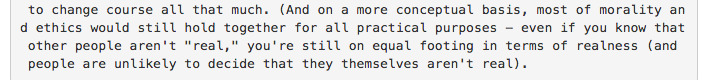 to change course all that much. (And on a more conceptual basis, most of morality an
d ethics would still hold together for all practical purposes — even if you know that
other people aren't "real," you're still on equal footing in terms of realness (and
people are unlikely to decide that they themselves aren't real).